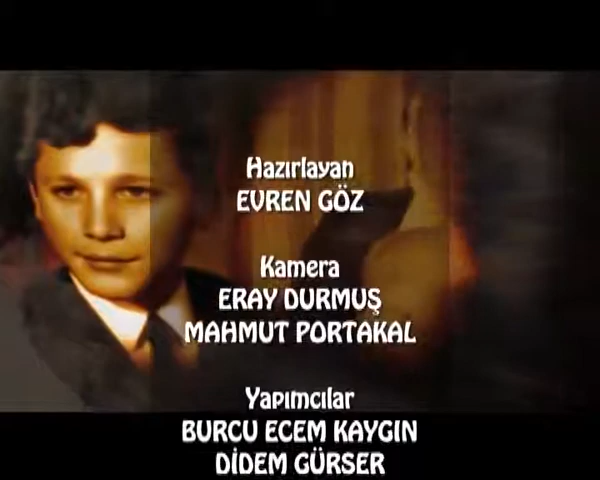 Hazırlayan
EVREN GÖZ
Kamera
ERAY DURMUŞ
MAHMUT PORTAKAL
Yapımcılar
BURCU ECEM KAYGIN
DİDEM GÜRSER